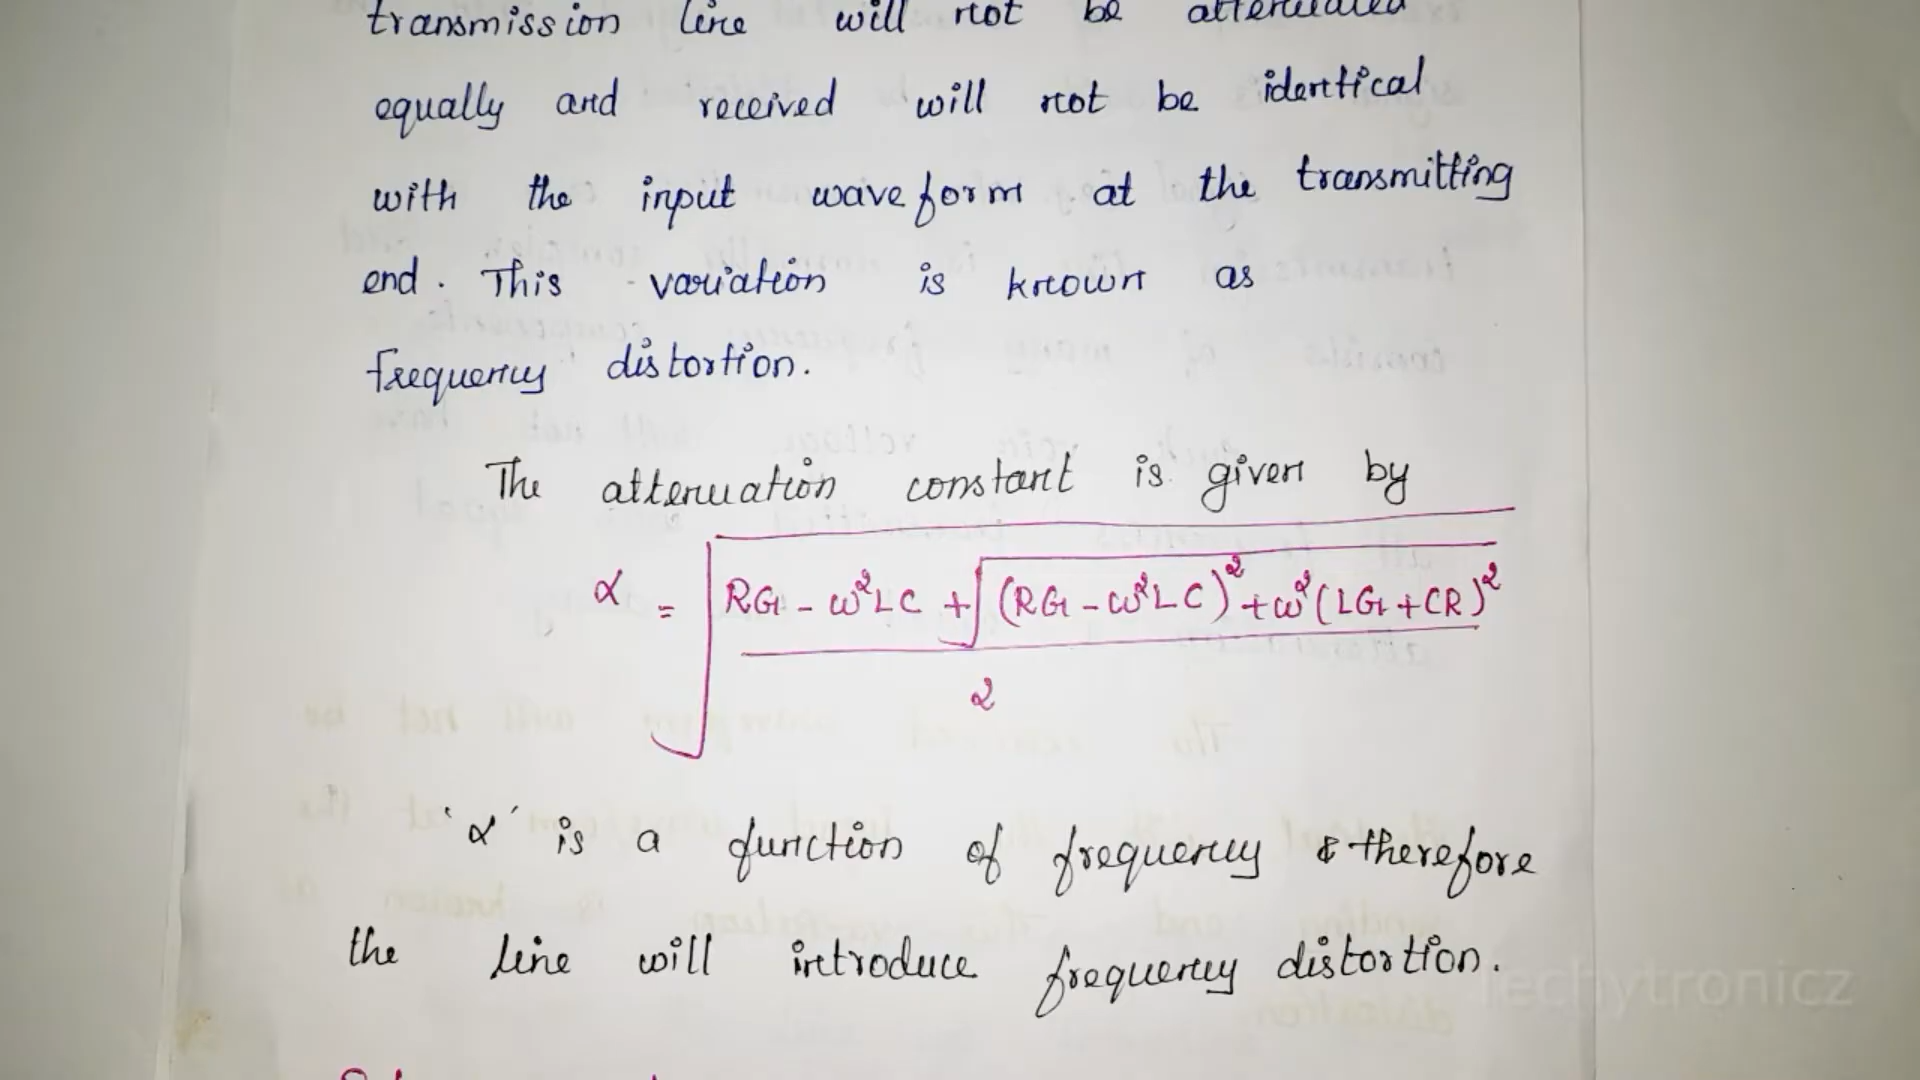 transmission line will not be attenuated
equally and received will not be identical
with the input waveform at the transmitting
end. This variation is known as
frequency distortion.
The attenuation constant is given by
α = √((RG - ω²LC + √((RG - ω²LC)² + ω²(LG + CR)²)) / 2)
'α' is a function of frequency & therefore
the line will introduce frequency distortion.
Techytronicz